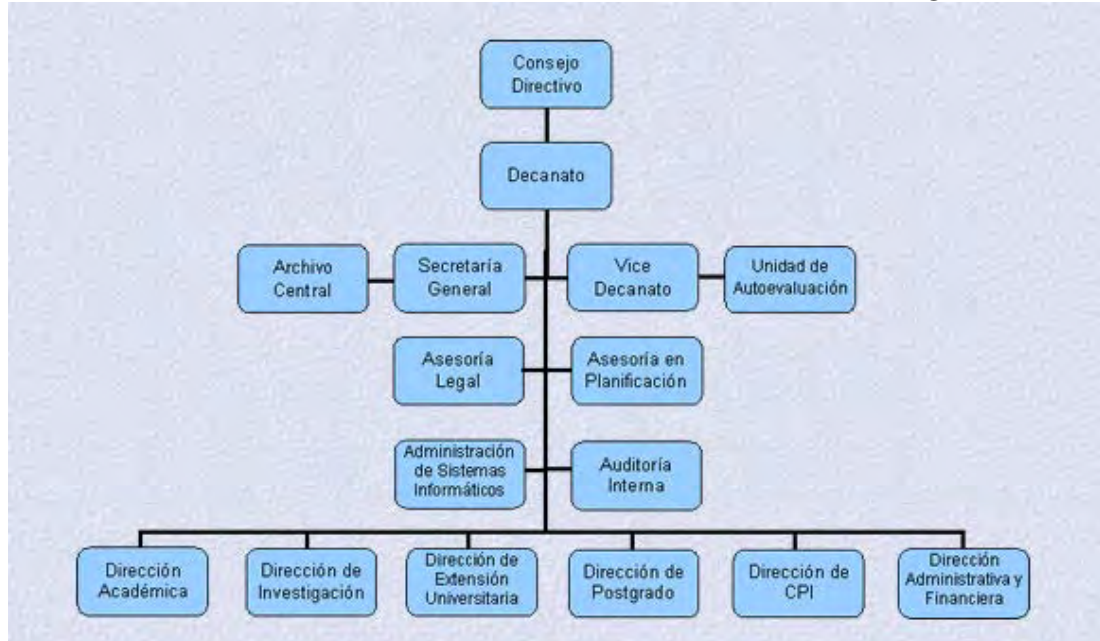 Consejo
Directivo
Decanato
Archivo
Central
Secretaría
General
Vice
Decanato
Unidad de
Autoevaluación
Asesoría
Legal
Asesoría en
Planificación
Administración
de Sistemas
Informáticos
Auditoría
Interna
Dirección
Académica
Dirección de
Investigación
Dirección de
Extensión
Universitaria
Dirección de
Postgrado
Dirección de
CPI
Dirección
Administrativa y
Financiera